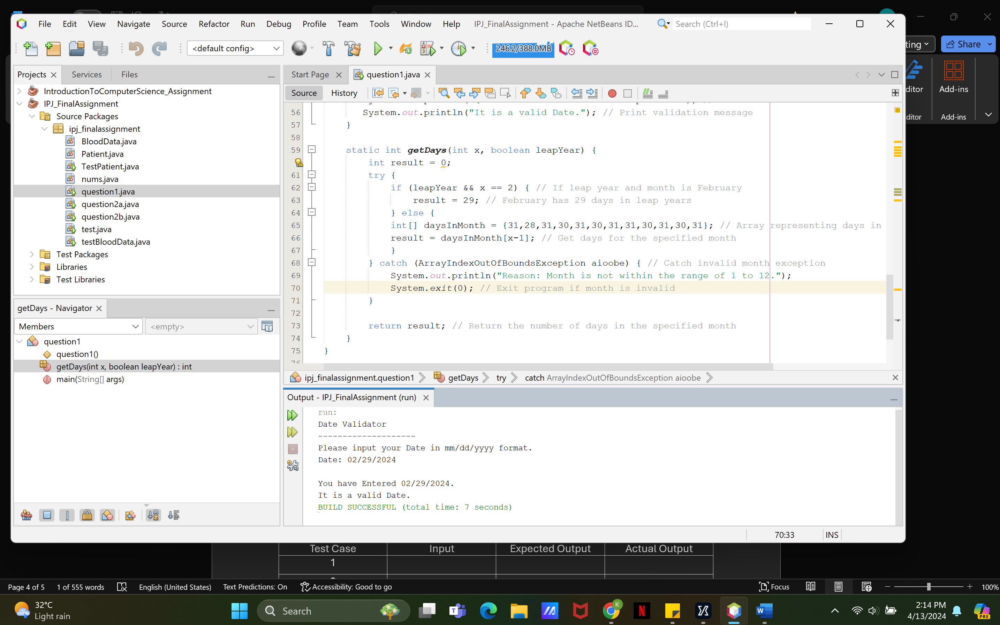 File Edit View Navigate Source Refactor Run Debug Profile Team Tools Window Help IPJ_FinalAssignment - Apache NetBeans ID... Search (Ctrl+I)
ting Share
<default config> 246.2/388.0MB
Projects Services Files
Start Page question1.java
ditor Add-ins
Source History
ditor Add-ins
IntroductionToComputerScience_Assignment
IPJ_FinalAssignment
Source Packages
ipj_finalassignment
BloodData.java
Patient.java
TestPatient.java
nums.java
question1.java
question2a.java
question2b.java
test.java
testBloodData.java
Test Packages
Libraries
Test Libraries
56 System.out.println("It is a valid Date."); // Print validation message
57 }
58
59 static int getDays(int x, boolean leapYear) {
int result = 0;
61 try {
62 if (leapYear && x == 2) { // If leap year and month is February
63 result = 29; // February has 29 days in leap years
64 } else {
65 int[] daysInMonth = {31,28,31,30,31,30,31,31,30,31,30,31}; // Array representing days in
66 result = daysInMonth[x-1]; // Get days for the specified month
67 }
68 } catch (ArrayIndexOutOfBoundsException aioobe) { // Catch invalid month exception
69 System.out.println("Reason: Month is not within the range of 1 to 12.");
70 System.exit(0); // Exit program if month is invalid
71 }
72
73 return result; // Return the number of days in the specified month
74 }
75 }
getDays - Navigator
Members <empty>
question1
question1()
getDays(int x, boolean leapYear) : int
main(String[] args)
ipj_finalassignment.question1 getDays try catch ArrayIndexOutOfBoundsException aioobe
Output - IPJ_FinalAssignment (run)
run:
Date Validator
--------------------
Please input your Date in mm/dd/yyyy format.
Date: 02/29/2024
You have Entered 02/29/2024.
It is a valid Date.
BUILD SUCCESSFUL (total time: 7 seconds)
70:33 INS
Test Case Input Expected Output Actual Output
1
Page 4 of 5 1 of 555 words English (United States) Text Predictions: On Accessibility: Good to go Focus 100%
32°C
Light rain
Search
2:14 PM
4/13/2024
PRE